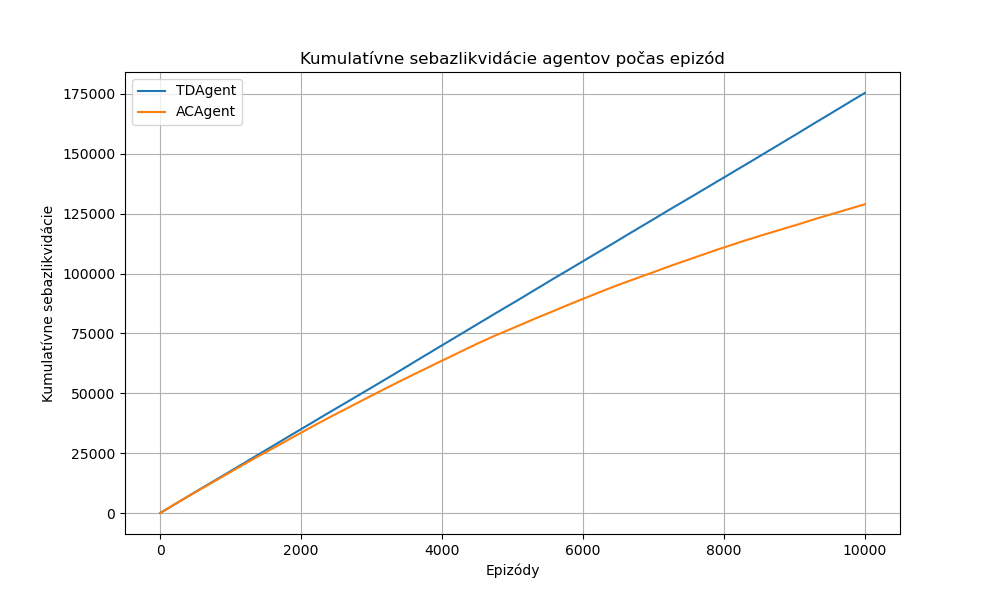 Kumulatívne sebazlikvidácie agentov počas epizód
TDAgent
ACAgent
Kumulatívne sebazlikvidácie
175000
150000
125000
100000
75000
50000
25000
0
0 2000 4000 6000 8000 10000
Epizódy